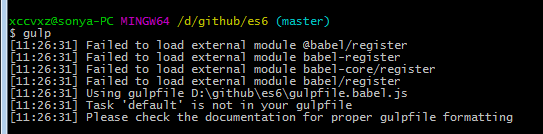 xccvxz@sonya-PC MINGW64 /d/github/es6 (master)
$ gulp
[11:26:31] Failed to load external module @babel/register
[11:26:31] Failed to load external module babel-register
[11:26:31] Failed to load external module babel-core/register
[11:26:31] Failed to load external module babel/register
[11:26:31] Using gulpfile D:\github\es6\gulpfile.babel.js
[11:26:31] Task 'default' is not in your gulpfile
[11:26:31] Please check the documentation for proper gulpfile formatting